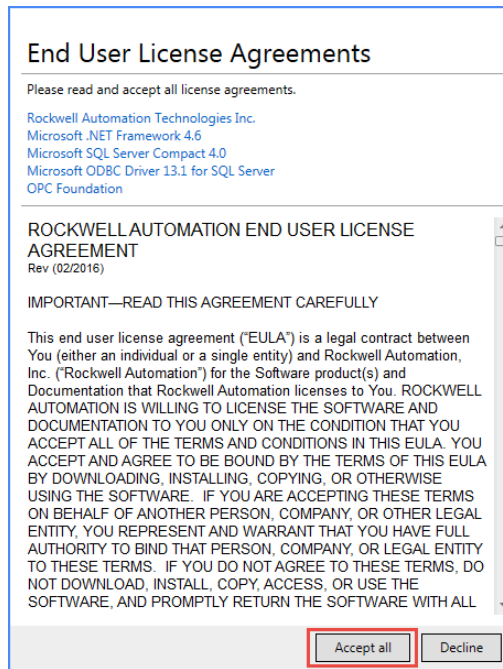 End User License Agreements
Please read and accept all license agreements.
Rockwell Automation Technologies Inc.
Microsoft .NET Framework 4.6
Microsoft SQL Server Compact 4.0
Microsoft ODBC Driver 13.1 for SQL Server
OPC Foundation
ROCKWELL AUTOMATION END USER LICENSE
AGREEMENT
Rev (02/2016)
IMPORTANT—READ THIS AGREEMENT CAREFULLY
This end user license agreement (“EULA”) is a legal contract between
You (either an individual or a single entity) and Rockwell Automation,
Inc. (“Rockwell Automation”) for the Software product(s) and
Documentation that Rockwell Automation licenses to You. ROCKWELL
AUTOMATION IS WILLING TO LICENSE THE SOFTWARE AND
DOCUMENTATION TO YOU ONLY ON THE CONDITION THAT YOU
ACCEPT ALL OF THE TERMS AND CONDITIONS IN THIS EULA. YOU
ACCEPT AND AGREE TO BE BOUND BY THE TERMS OF THIS EULA
BY DOWNLOADING, INSTALLING, COPYING, OR OTHERWISE
USING THE SOFTWARE.  IF YOU ARE ACCEPTING THESE TERMS
ON BEHALF OF ANOTHER PERSON, COMPANY, OR OTHER LEGAL
ENTITY, YOU REPRESENT AND WARRANT THAT YOU HAVE FULL
AUTHORITY TO BIND THAT PERSON, COMPANY, OR LEGAL ENTITY
TO THESE TERMS.  IF YOU DO NOT AGREE TO THESE TERMS, DO
NOT DOWNLOAD, INSTALL, COPY, ACCESS, OR USE THE
SOFTWARE, AND PROMPTLY RETURN THE SOFTWARE WITH ALL
Accept all
Decline